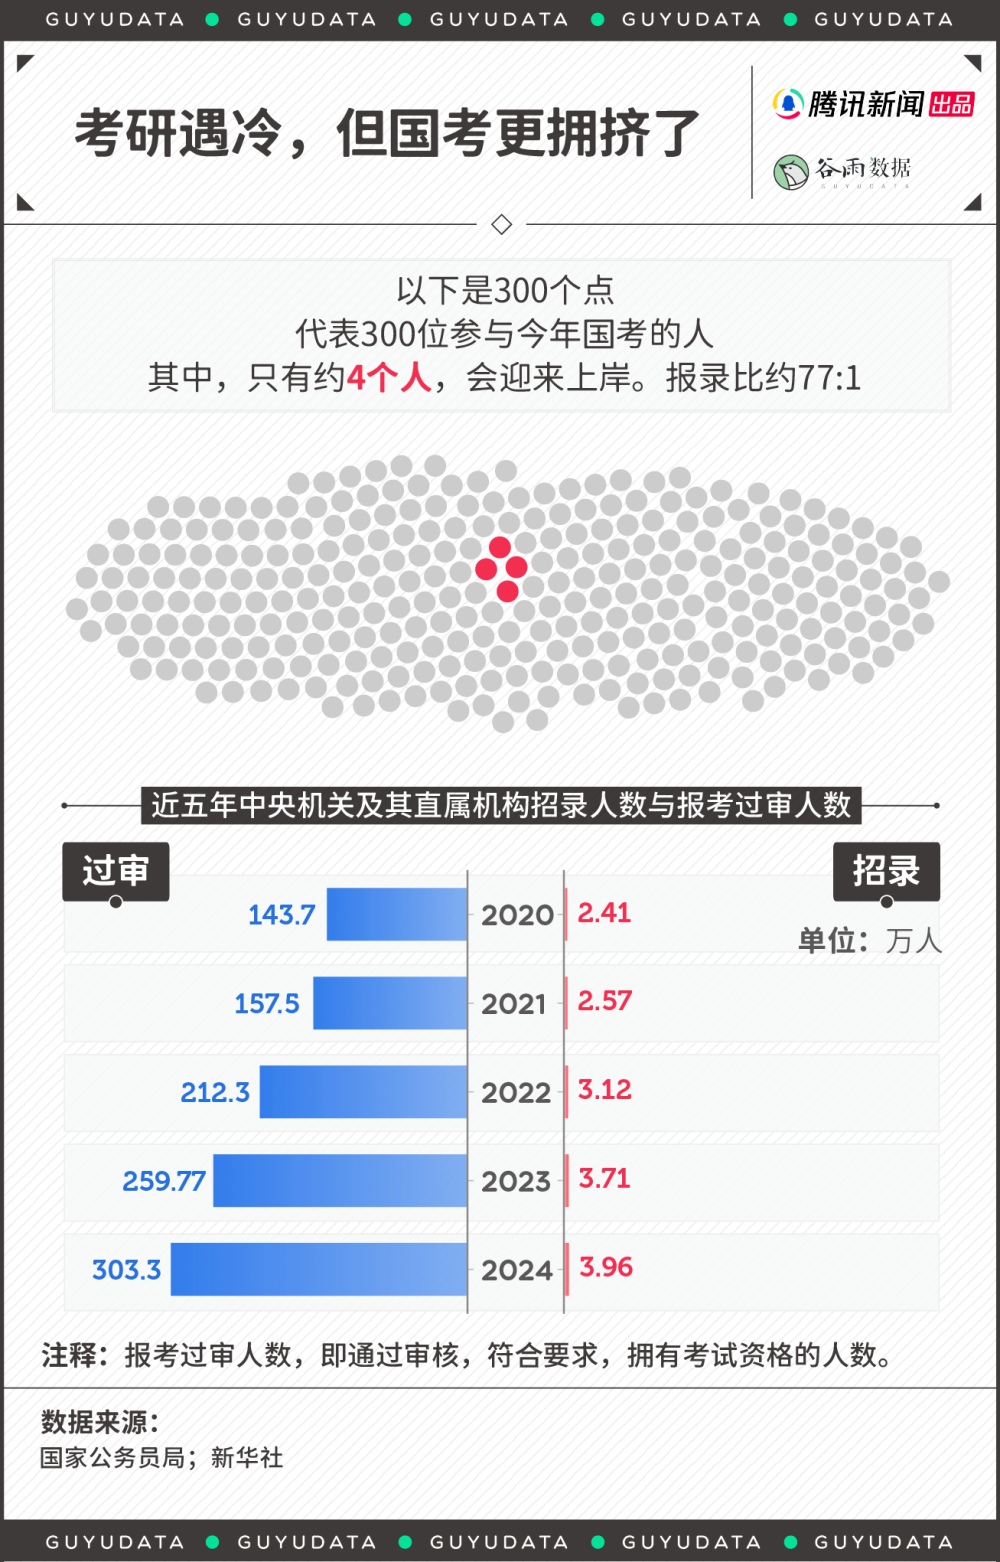 GUYUDATA GUYUDATA GUYUDATA GUYUDATA GUYUDATA
考研遇冷，但国考更拥挤了
腾讯新闻 出品
谷雨数据
GUYUDATA
以下是300个点
代表300位参与今年国考的人
其中，只有约4个人，会迎来上岸。报录比约77:1
近五年中央机关及其直属机构招录人数与报考过审人数
过审 招录
143.7 2020 2.41
单位：万人
157.5 2021 2.57
212.3 2022 3.12
259.77 2023 3.71
303.3 2024 3.96
注释：报考过审人数，即通过审核，符合要求，拥有考试资格的人数。
数据来源：
国家公务员局；新华社
GUYUDATA GUYUDATA GUYUDATA GUYUDATA GUYUDATA